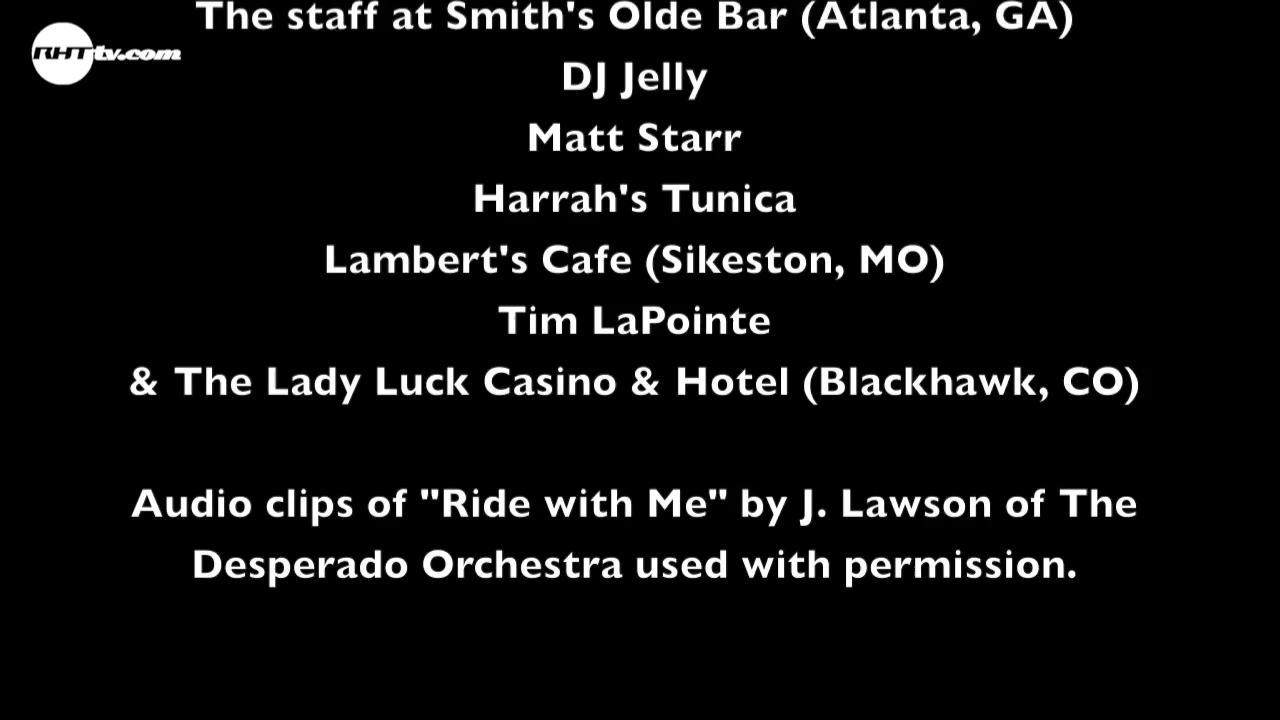 The staff at Smith's Olde Bar (Atlanta, GA)
RHTtv.com
DJ Jelly
Matt Starr
Harrah's Tunica
Lambert's Cafe (Sikeston, MO)
Tim LaPointe
& The Lady Luck Casino & Hotel (Blackhawk, CO)
Audio clips of "Ride with Me" by J. Lawson of The
Desperado Orchestra used with permission.